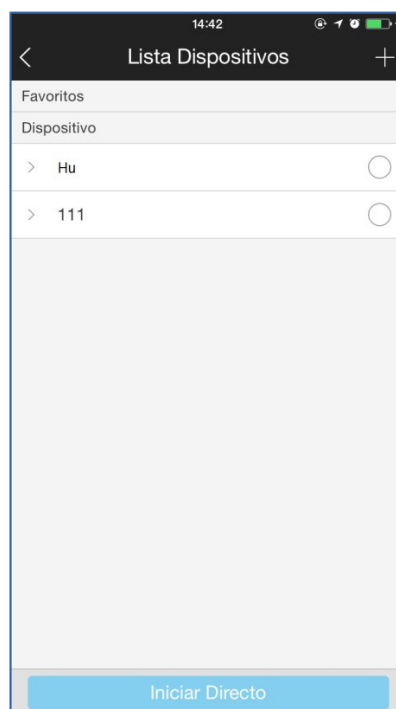 14:42
Lista Dispositivos
Favoritos
Dispositivo
Hu
111
Iniciar Directo